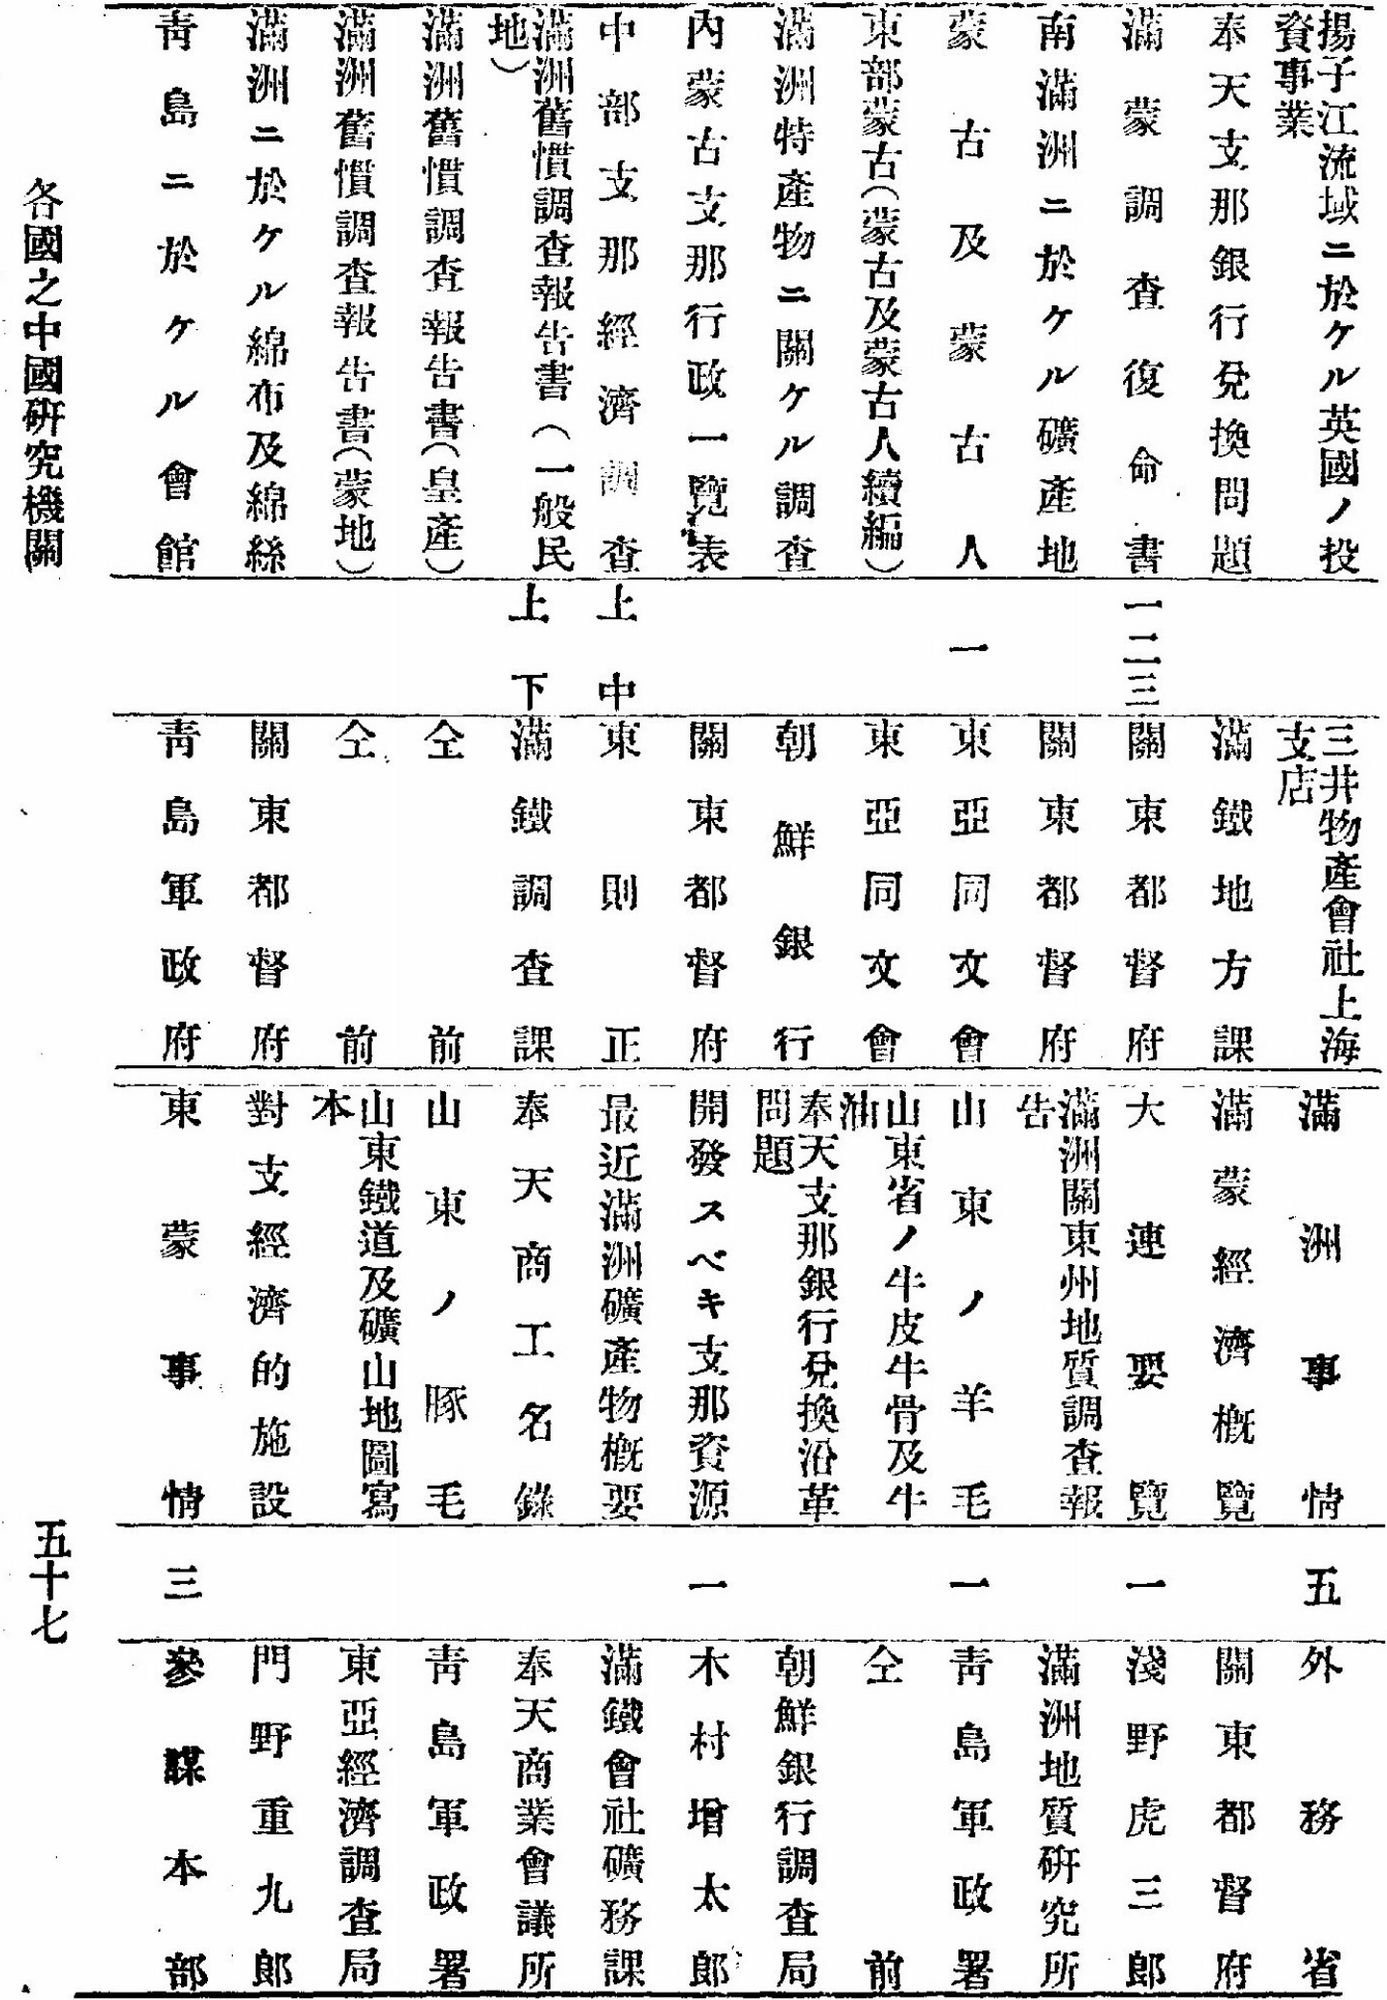 揚子江流域ニ於ケル英國ノ投
資事業
三井物產會社上海
支店
奉天支那銀行兌換問題
滿鐵地方課
滿蒙調查復命書
一二三
關東都督府
南滿洲ニ於ケル礦產地
關東都督府
蒙古及蒙古人
一
東亞同文會
東部蒙古(蒙古及蒙古人續編)
東亞同文會
滿洲特產物ニ關ケル調查
朝鮮銀行
內蒙古支那行政一覽表
關東都督府
中部支那經濟調查
上中
東則正
滿洲舊慣調查報告書(一般民
地)
上下
滿鐵調查課
滿洲舊慣調查報告書(皇產)
仝前
滿洲舊慣調查報告書(蒙地)
仝前
滿洲ニ於ケル綿布及綿絲
關東都督府
青島ニ於ケル會館
青島軍政府
滿洲事情
五
外務省
滿蒙經濟概覽
關東都督府
大連要覽
一
淺野虎三郎
滿洲關東州地質調查報
告
滿洲地質硏究所
山東ノ羊毛
一
青島軍政署
山東省ノ牛皮牛骨及牛
油
仝前
奉天支那銀行兌換沿革
問題
朝鮮銀行調查局
開發スベキ支那資源
一
木村增太郎
最近滿洲礦產物概要
滿鐵會社礦務課
奉天商工名錄
奉天商業會議所
山東ノ豚毛
青島軍政署
山東鐵道及礦山地圖寫
本
東亞經濟調查局
對支經濟的施設
門野重九郎
東蒙事情
三
參謀本部
各國之中國硏究機關
五十七